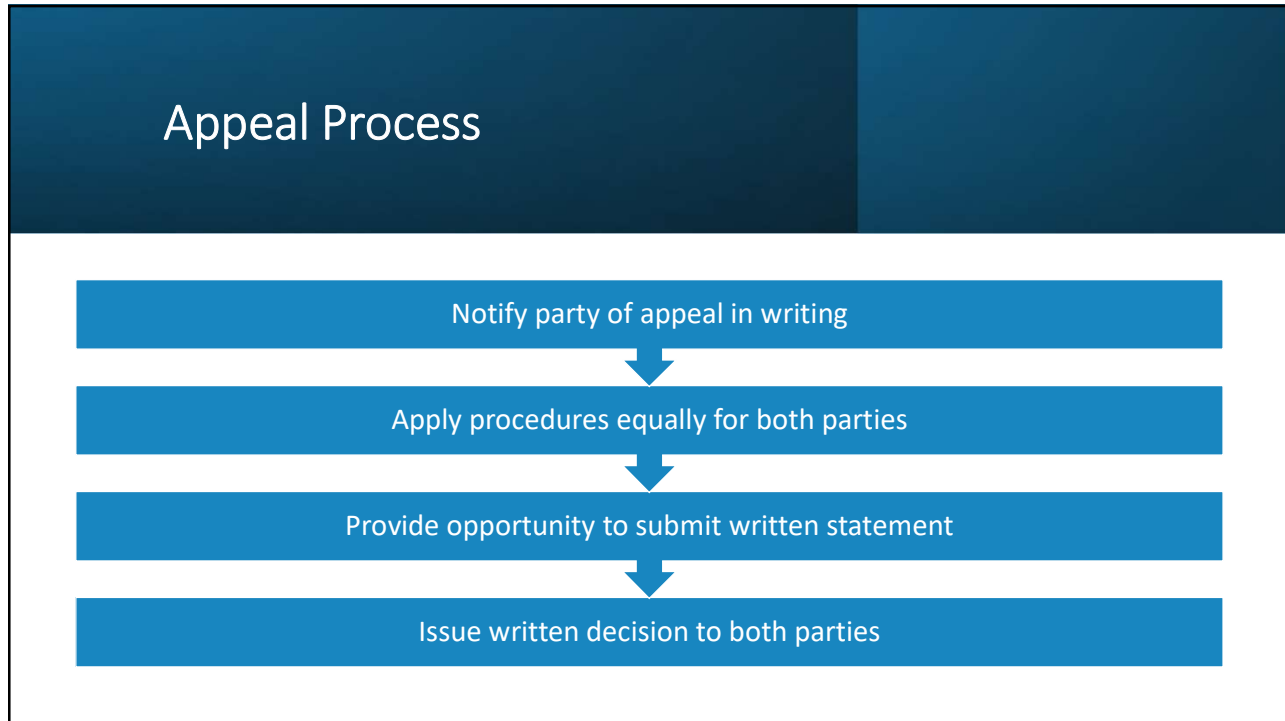 Appeal Process
Notify party of appeal in writing
Apply procedures equally for both parties
Provide opportunity to submit written statement
Issue written decision to both parties